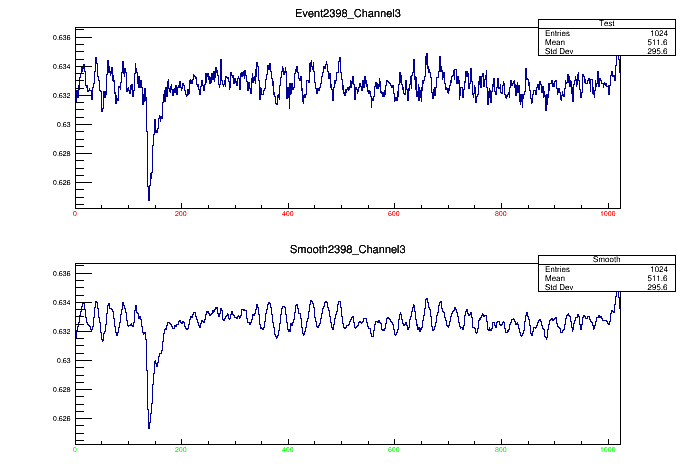 Event2398_Channel3
Test
Entries 1024
Mean 511.6
Std Dev 295.6
0.636
0.634
0.632
0.63
0.628
0.626
0 200 400 600 800 1000
Smooth2398_Channel3
Smooth
Entries 1024
Mean 511.6
Std Dev 295.6
0.636
0.634
0.632
0.63
0.628
0.626
0 200 400 600 800 1000